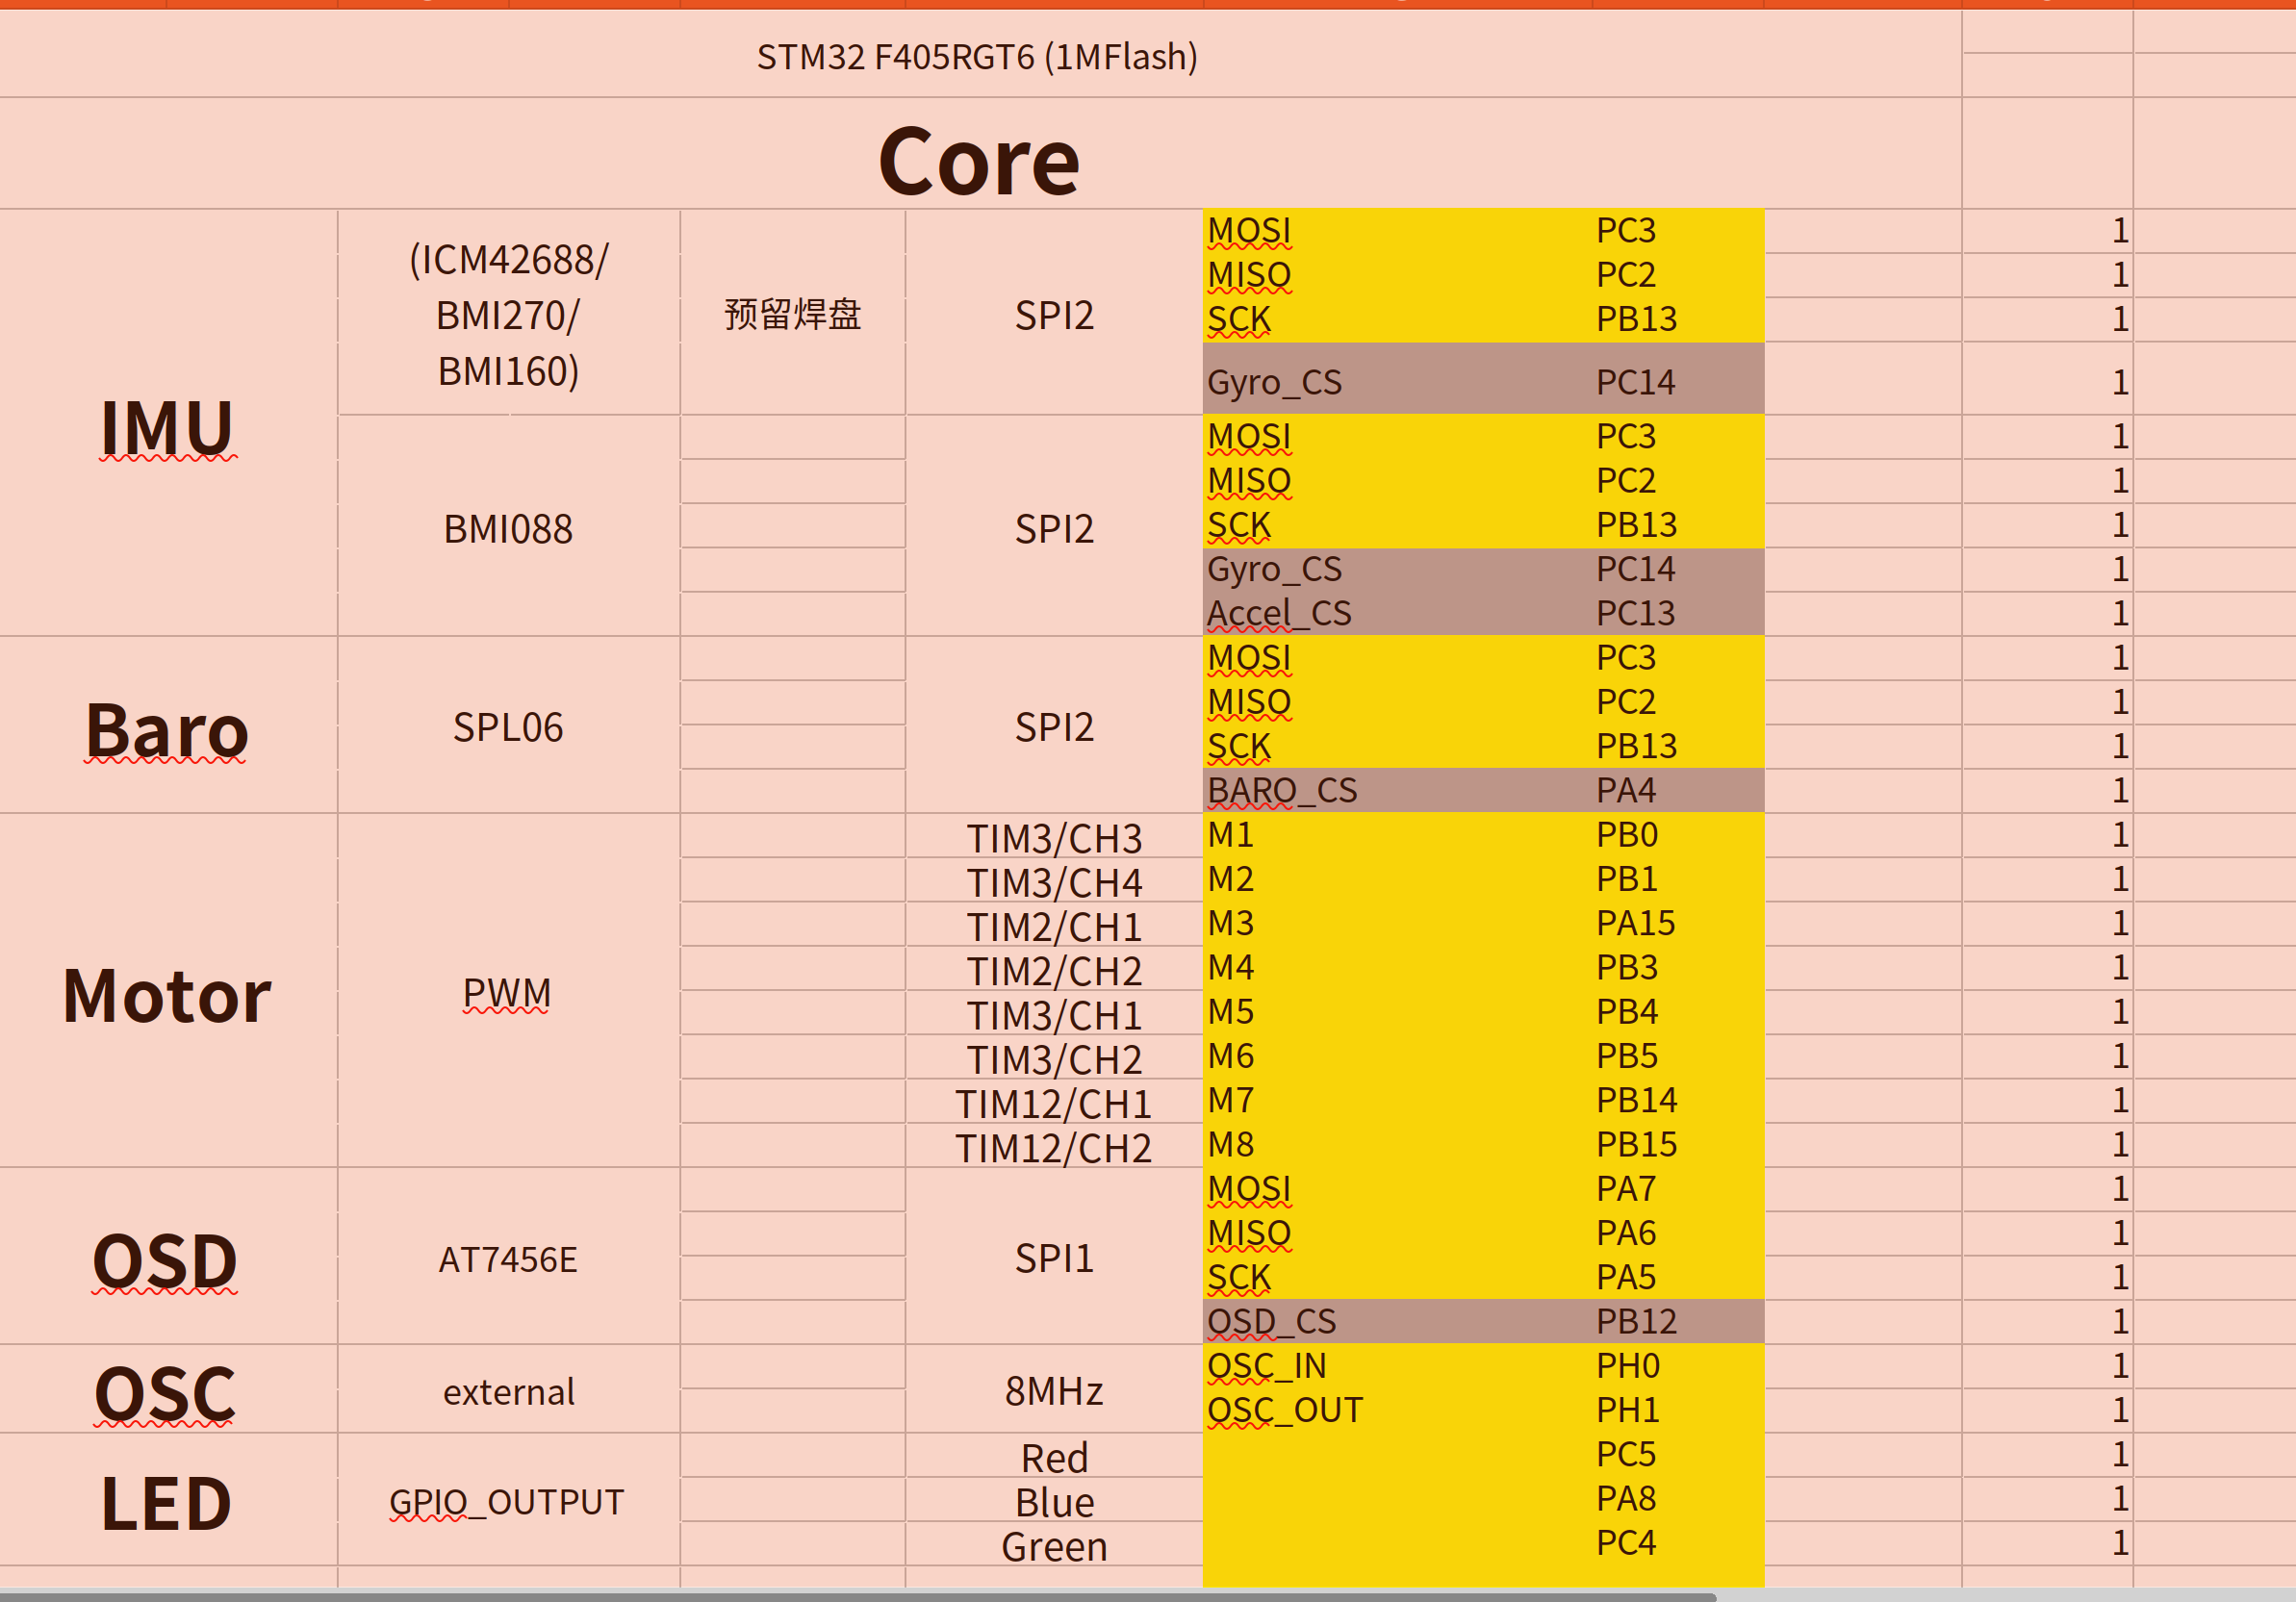 STM32 F405RGT6 (1MFlash)
Core
IMU
(ICM42688/
BMI270/
BMI160)
预留焊盘
SPI2
MOSI PC3 1
MISO PC2 1
SCK PB13 1
Gyro_CS PC14 1
BMI088
SPI2
MOSI PC3 1
MISO PC2 1
SCK PB13 1
Gyro_CS PC14 1
Accel_CS PC13 1
Baro
SPL06
SPI2
MOSI PC3 1
MISO PC2 1
SCK PB13 1
BARO_CS PA4 1
Motor
PWM
TIM3/CH3 M1 PB0 1
TIM3/CH4 M2 PB1 1
TIM2/CH1 M3 PA15 1
TIM2/CH2 M4 PB3 1
TIM3/CH1 M5 PB4 1
TIM3/CH2 M6 PB5 1
TIM12/CH1 M7 PB14 1
TIM12/CH2 M8 PB15 1
OSD
AT7456E
SPI1
MOSI PA7 1
MISO PA6 1
SCK PA5 1
OSD_CS PB12 1
OSC
external
8MHz
OSC_IN PH0 1
OSC_OUT PH1 1
LED
GPIO_OUTPUT
Red PC5 1
Blue PA8 1
Green PC4 1